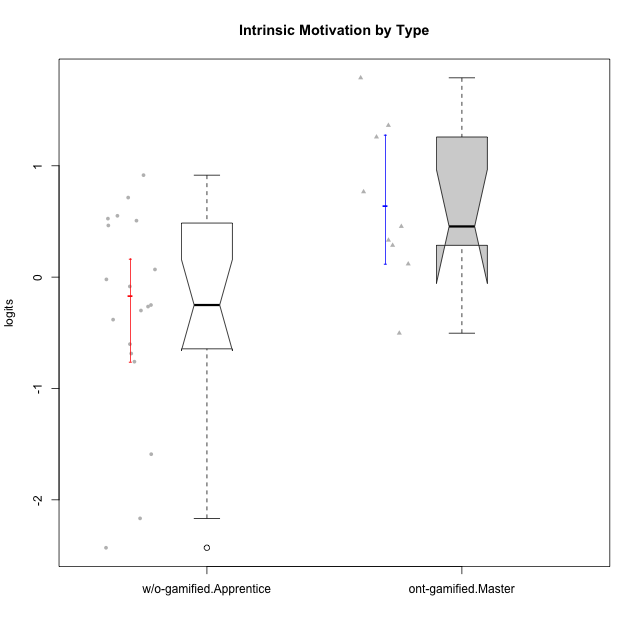 Intrinsic Motivation by Type
logits
1
0
-1
-2
w/o-gamified.Apprentice
ont-gamified.Master